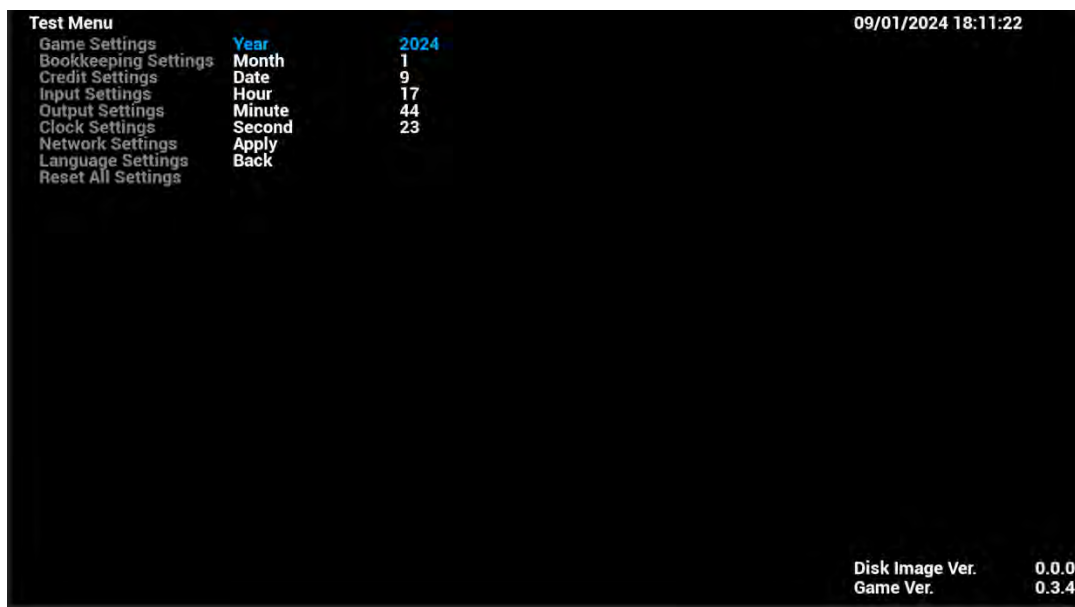 Test Menu 09/01/2024 18:11:22
Game Settings Year 2024
Bookkeeping Settings Month 1
Credit Settings Date 9
Input Settings Hour 17
Output Settings Minute 44
Clock Settings Second 23
Network Settings Apply
Language Settings Back
Reset All Settings
Disk Image Ver. 0.0.0
Game Ver. 0.3.4